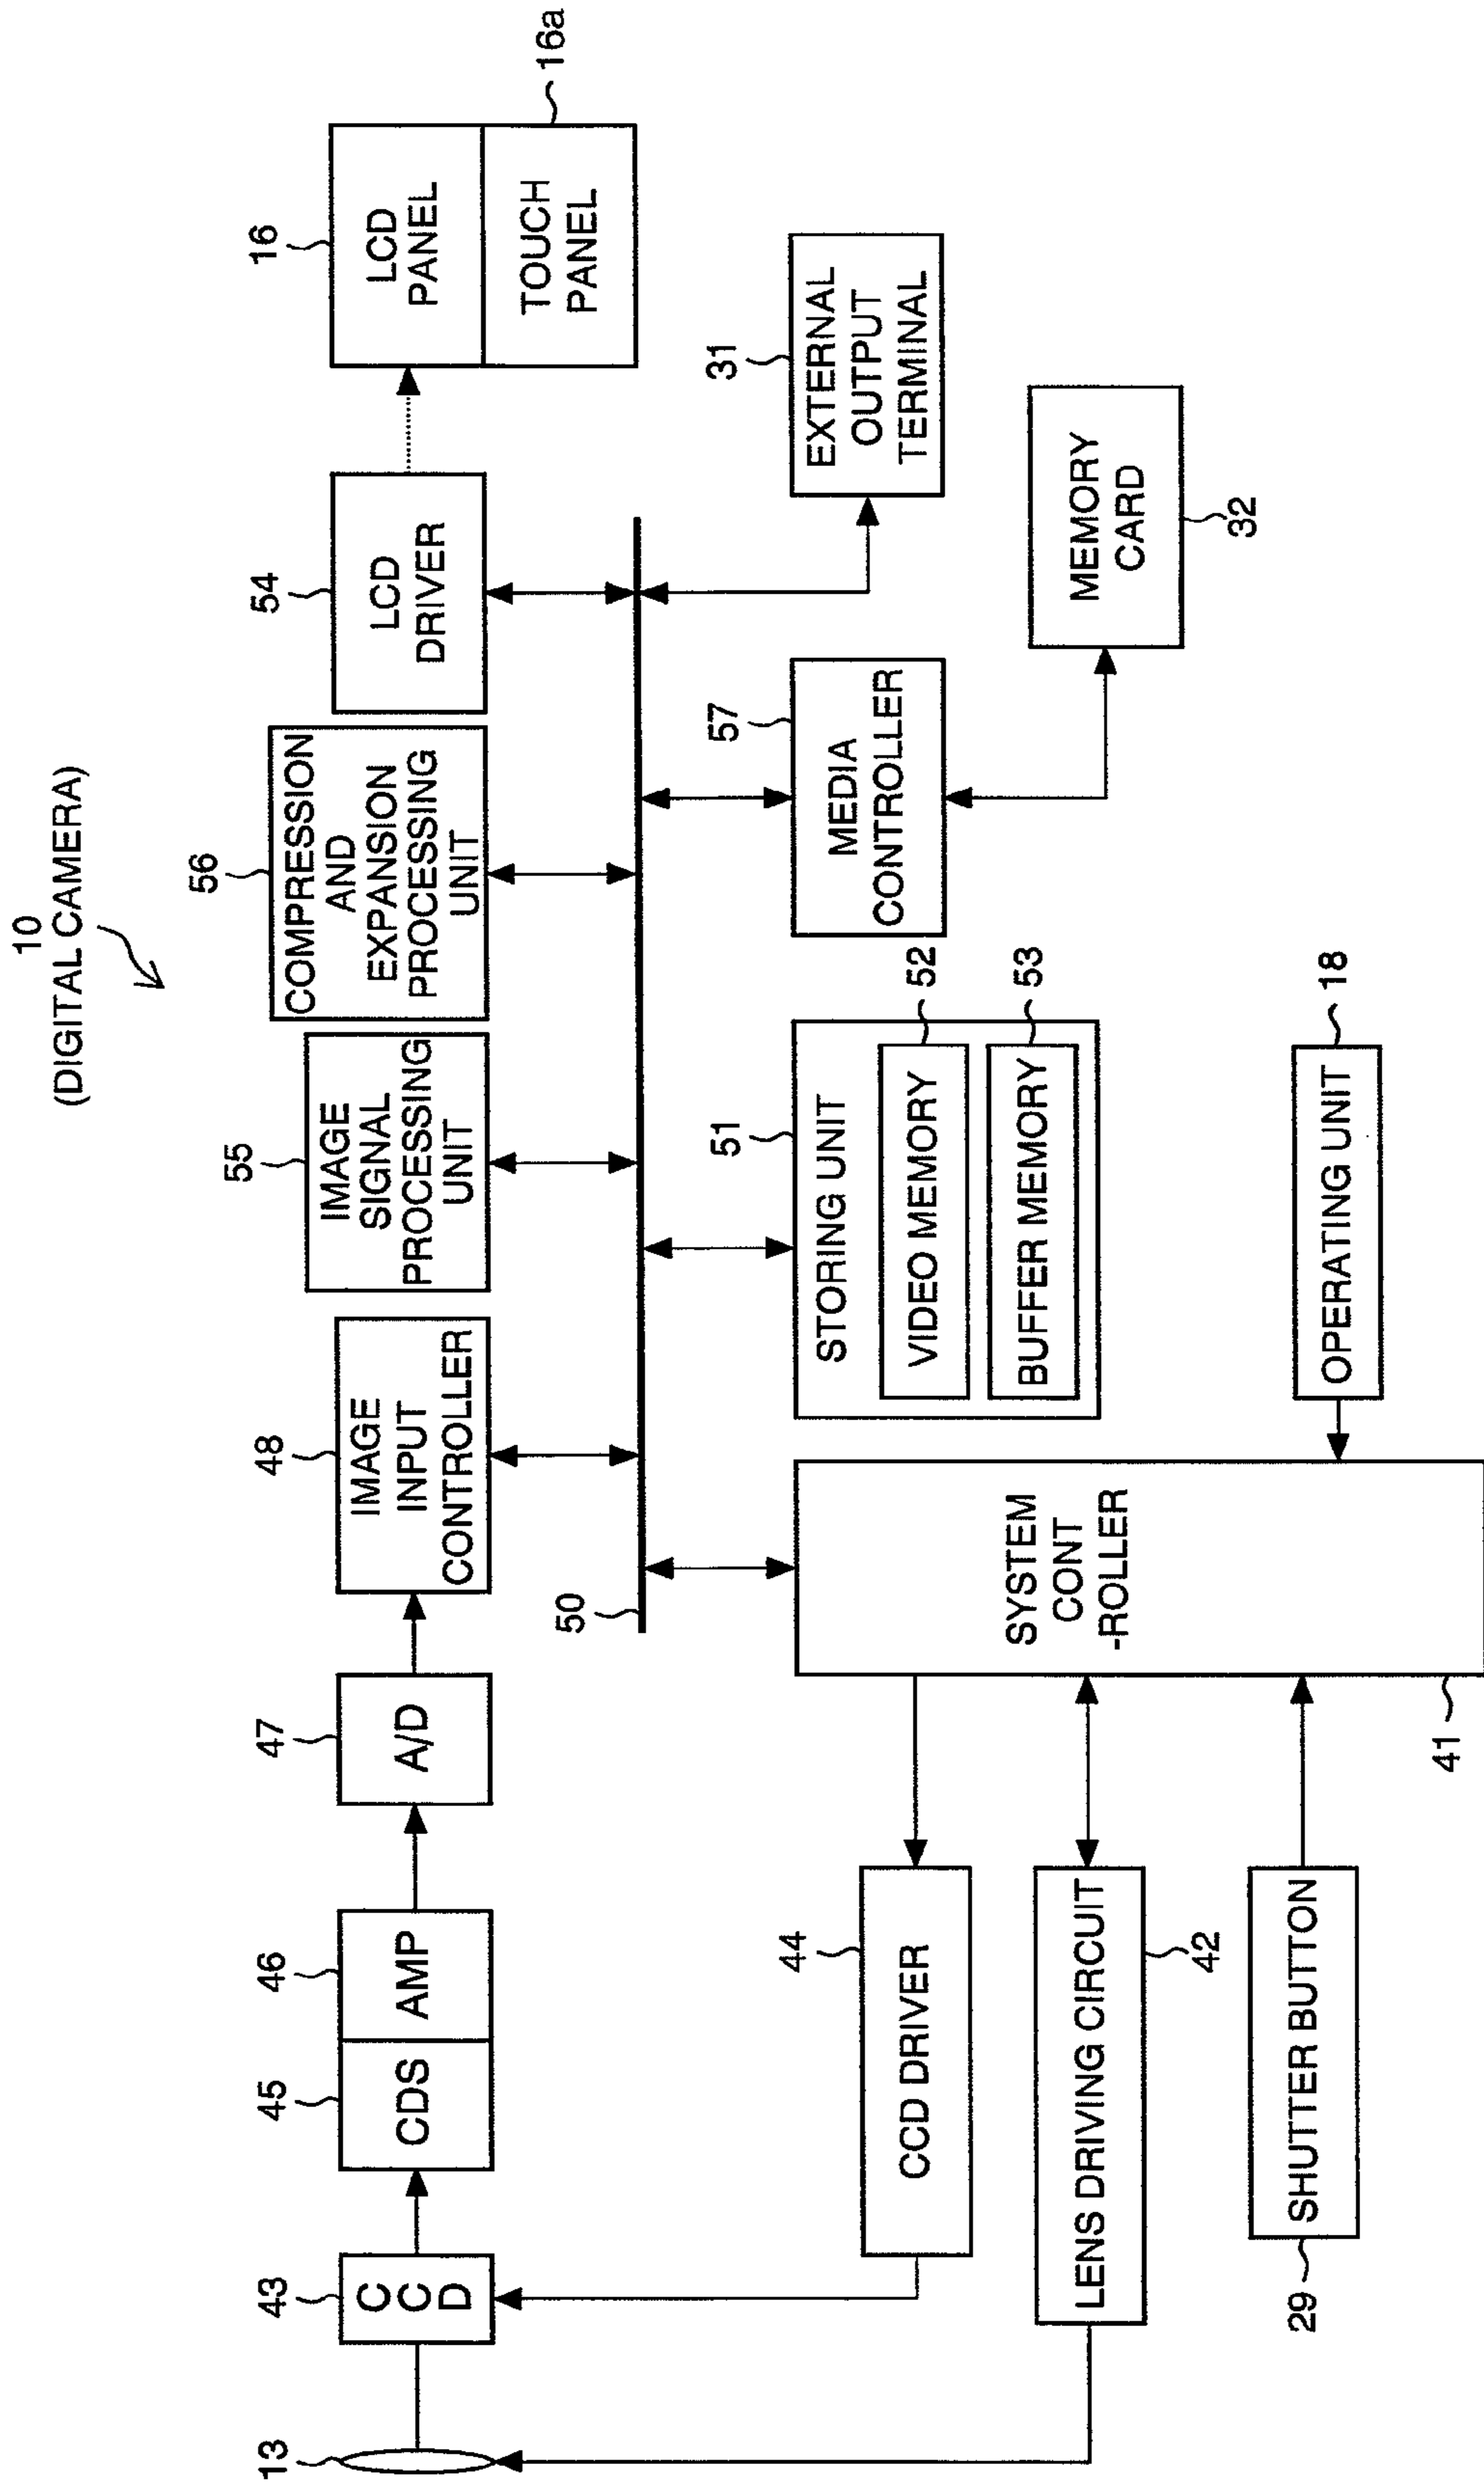 10
(DIGITAL CAMERA)
13
43
C
C
D
45
CDS
46
AMP
47
A/D
48
IMAGE
INPUT
CONTROLLER
55
IMAGE
SIGNAL
PROCESSING
UNIT
56
COMPRESSION
AND
EXPANSION
PROCESSING
UNIT
54
LCD
DRIVER
16
LCD
PANEL
TOUCH
PANEL
16a
50
44
CCD DRIVER
LENS DRIVING CIRCUIT
42
29
SHUTTER BUTTON
SYSTEM
CONT
-ROLLER
41
51
STORING UNIT
VIDEO MEMORY
52
BUFFER MEMORY
53
OPERATING UNIT
18
57
MEDIA
CONTROLLER
31
EXTERNAL
OUTPUT
TERMINAL
MEMORY
CARD
32